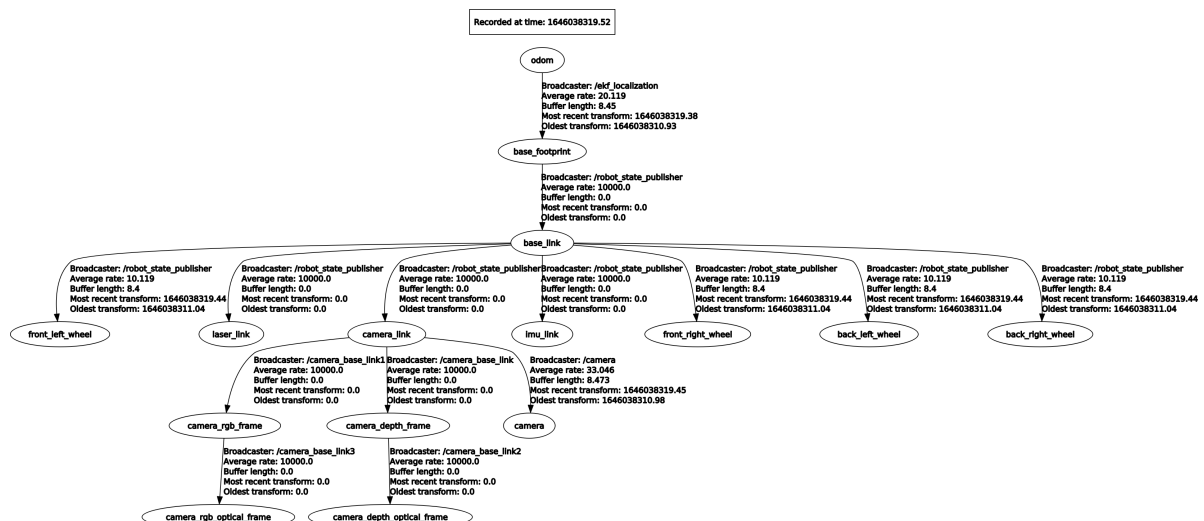 Recorded at time: 1646038319.52
odom
Broadcaster: /ekf_localization
Average rate: 20.119
Buffer length: 8.45
Most recent transform: 1646038319.38
Oldest transform: 1646038310.93
base_footprint
Broadcaster: /robot_state_publisher
Average rate: 10000.0
Buffer length: 0.0
Most recent transform: 0.0
Oldest transform: 0.0
base_link
Broadcaster: /robot_state_publisher
Average rate: 10.119
Buffer length: 8.4
Most recent transform: 1646038319.44
Oldest transform: 1646038311.04
Broadcaster: /robot_state_publisher
Average rate: 10000.0
Buffer length: 0.0
Most recent transform: 0.0
Oldest transform: 0.0
Broadcaster: /robot_state_publisher
Average rate: 10000.0
Buffer length: 0.0
Most recent transform: 0.0
Oldest transform: 0.0
Broadcaster: /robot_state_publisher
Average rate: 10000.0
Buffer length: 0.0
Most recent transform: 0.0
Oldest transform: 0.0
Broadcaster: /robot_state_publisher
Average rate: 10.119
Buffer length: 8.4
Most recent transform: 1646038319.44
Oldest transform: 1646038311.04
Broadcaster: /robot_state_publisher
Average rate: 10.119
Buffer length: 8.4
Most recent transform: 1646038319.44
Oldest transform: 1646038311.04
Broadcaster: /robot_state_publisher
Average rate: 10.119
Buffer length: 8.4
Most recent transform: 1646038319.44
Oldest transform: 1646038311.04
front_left_wheel
laser_link
camera_link
imu_link
front_right_wheel
back_left_wheel
back_right_wheel
Broadcaster: /camera_base_link1
Average rate: 10000.0
Buffer length: 0.0
Most recent transform: 0.0
Oldest transform: 0.0
Broadcaster: /camera_base_link
Average rate: 10000.0
Buffer length: 0.0
Most recent transform: 0.0
Oldest transform: 0.0
Broadcaster: /camera
Average rate: 33.046
Buffer length: 8.473
Most recent transform: 1646038319.45
Oldest transform: 1646038310.98
camera_rgb_frame
camera_depth_frame
camera
Broadcaster: /camera_base_link3
Average rate: 10000.0
Buffer length: 0.0
Most recent transform: 0.0
Oldest transform: 0.0
Broadcaster: /camera_base_link2
Average rate: 10000.0
Buffer length: 0.0
Most recent transform: 0.0
Oldest transform: 0.0
camera_rgb_optical_frame
camera_depth_optical_frame